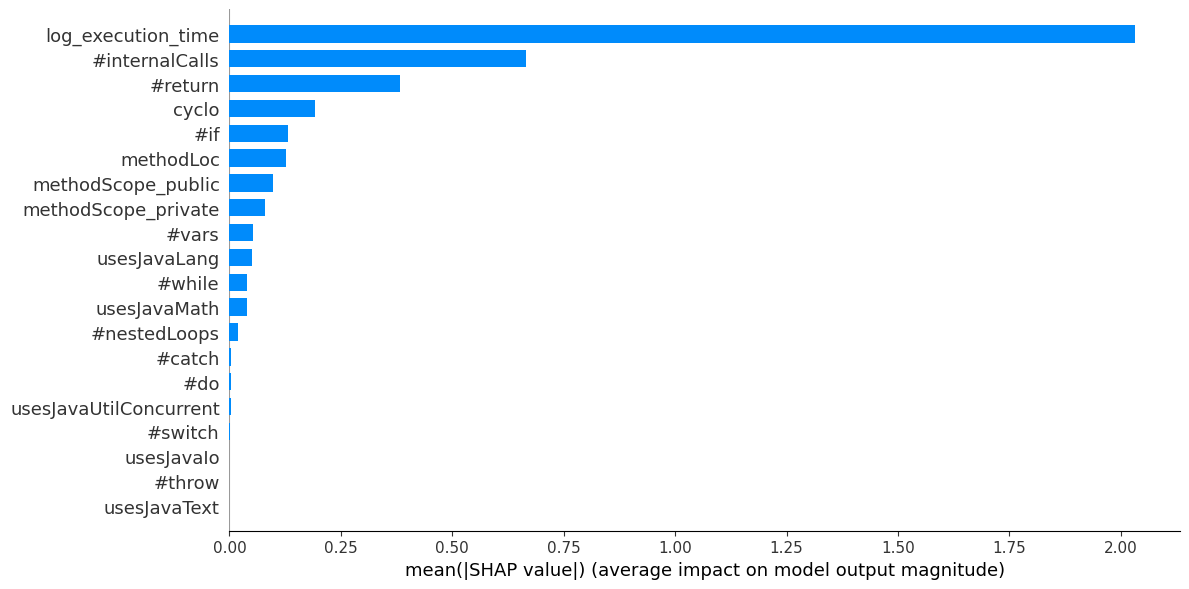 log_execution_time
#internalCalls
#return
cyclo
#if
methodLoc
methodScope_public
methodScope_private
#vars
usesJavaLang
#while
usesJavaMath
#nestedLoops
#catch
#do
usesJavaUtilConcurrent
#switch
usesJavaIo
#throw
usesJavaText
0.00 0.25 0.50 0.75 1.00 1.25 1.50 1.75 2.00
mean(|SHAP value|) (average impact on model output magnitude)